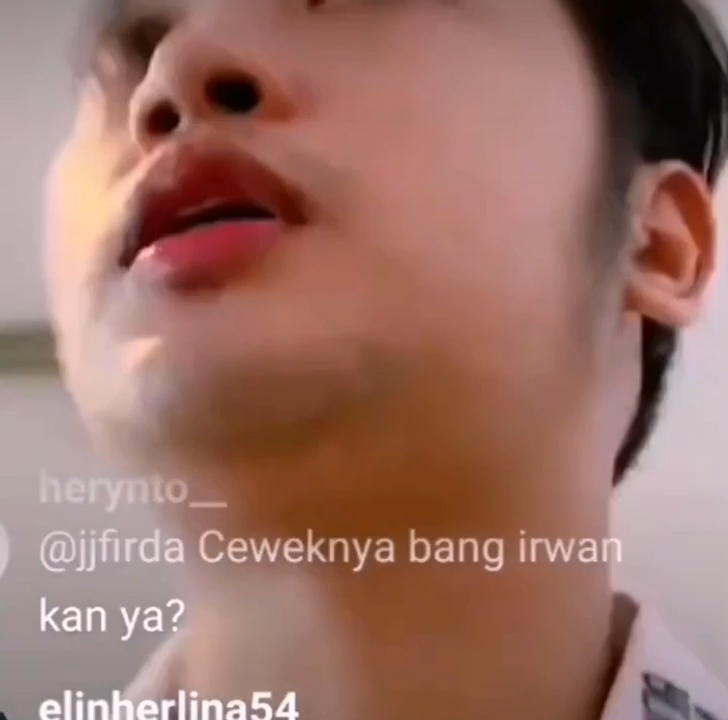 herynto__
@jjfirda Ceweknya bang irwan
kan ya?
elinherlina54